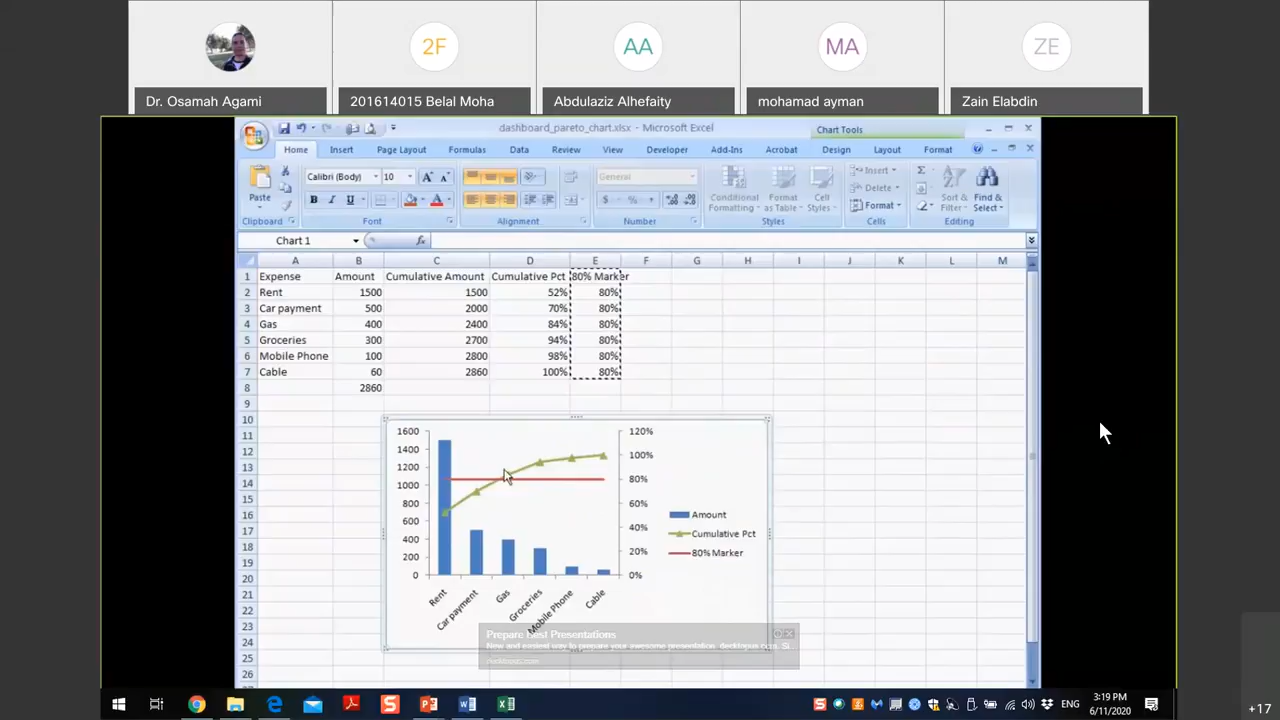 2F
AA
MA
ZE
Dr. Osamah Agami
201614015 Belal Moha
Abdulaziz Alhefaity
mohamad ayman
Zain Elabdin
dashboard_pareto_chart.xlsx - Microsoft Excel
Chart Tools
Home Insert Page Layout Formulas Data Review View Developer Add-Ins Acrobat Design Layout Format
Paste
Calibri (Body) 10
B I U
General
$ %
Conditional Formatting
Format as Table
Cell Styles
Insert
Delete
Format
Sort & Filter
Find & Select
Clipboard Font Alignment Number Styles Cells Editing
Chart 1 fx
A B C D E F G H I J K L M
1 Expense Amount Cumulative Amount Cumulative Pct 80% Marker
2 Rent 1500 1500 52% 80%
3 Car payment 500 2000 70% 80%
4 Gas 400 2400 84% 80%
5 Groceries 300 2700 94% 80%
6 Mobile Phone 100 2800 98% 80%
7 Cable 60 2860 100% 80%
8 2860
9
10
11
12
13
14
15
16
17
18
19
20
21
22
23
24
25
26
1600 120%
1400 100%
1200 80%
1000 60%
800 40%
600 20%
400 0%
200
0
Rent
Car payment
Gas
Groceries
Mobile Phone
Cable
Amount
Cumulative Pct
80% Marker
Prepare Best Presentations
New and easiest way to prepare your awesome presentation.
ENG
3:19 PM
6/11/2020
+17